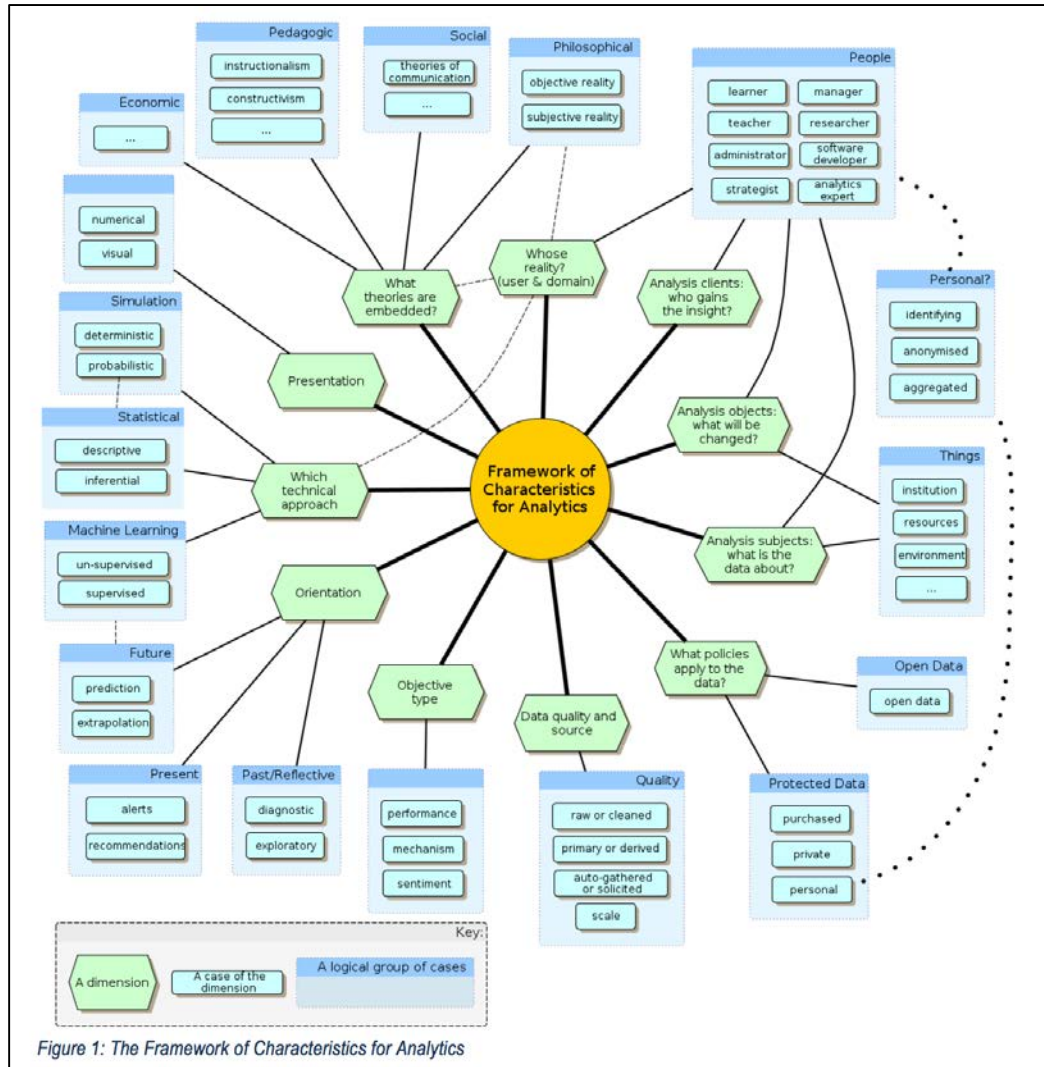 Pedagogic
instructionalism
constructivism
...
Social
theories of
communication
...
Philosophical
objective reality
subjective reality
People
learner
manager
teacher
researcher
administrator
software
developer
strategist
analytics
expert
Economic
...
numerical
visual
What
theories are
embedded?
Whose
reality?
(user & domain)
Analysis clients:
who gains
the insight?
Personal?
identifying
anonymised
aggregated
Simulation
deterministic
probabilistic
Presentation
Analysis objects:
what will be
changed?
Statistical
descriptive
inferential
Which
technical
approach
Framework of
Characteristics
for Analytics
Things
institution
resources
environment
...
Machine Learning
un-supervised
supervised
Orientation
Analysis subjects:
what is the
data about?
Future
prediction
extrapolation
Objective
type
Data quality and
source
What policies
apply to the
data?
Open Data
open data
Present
alerts
recommendations
Past/Reflective
diagnostic
exploratory
performance
mechanism
sentiment
Quality
raw or cleaned
primary or derived
auto-gathered
or solicited
scale
Protected Data
purchased
private
personal
Key:
A dimension
A case of the
dimension
A logical group of cases
Figure 1: The Framework of Characteristics for Analytics